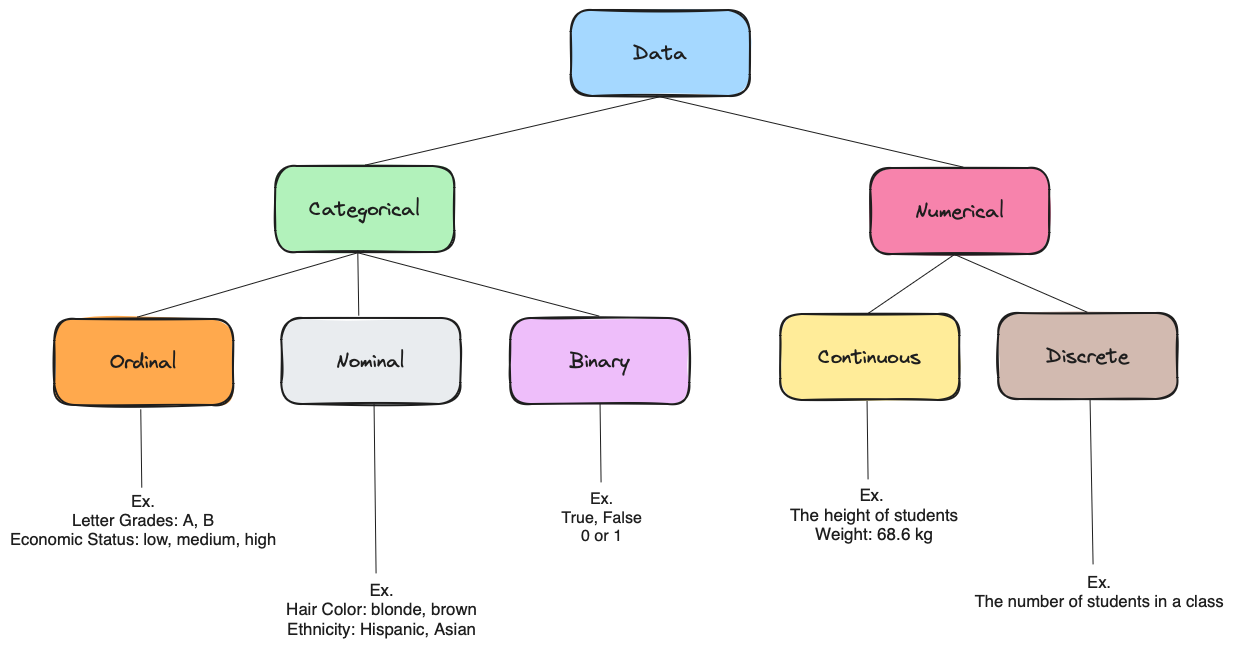 Data
Categorical
Numerical
Ordinal
Nominal
Binary
Continuous
Discrete
Ex.
Letter Grades: A, B
Economic Status: low, medium, high
Ex.
Hair Color: blonde, brown
Ethnicity: Hispanic, Asian
Ex.
True, False
0 or 1
Ex.
The height of students
Weight: 68.6 kg
Ex.
The number of students in a class